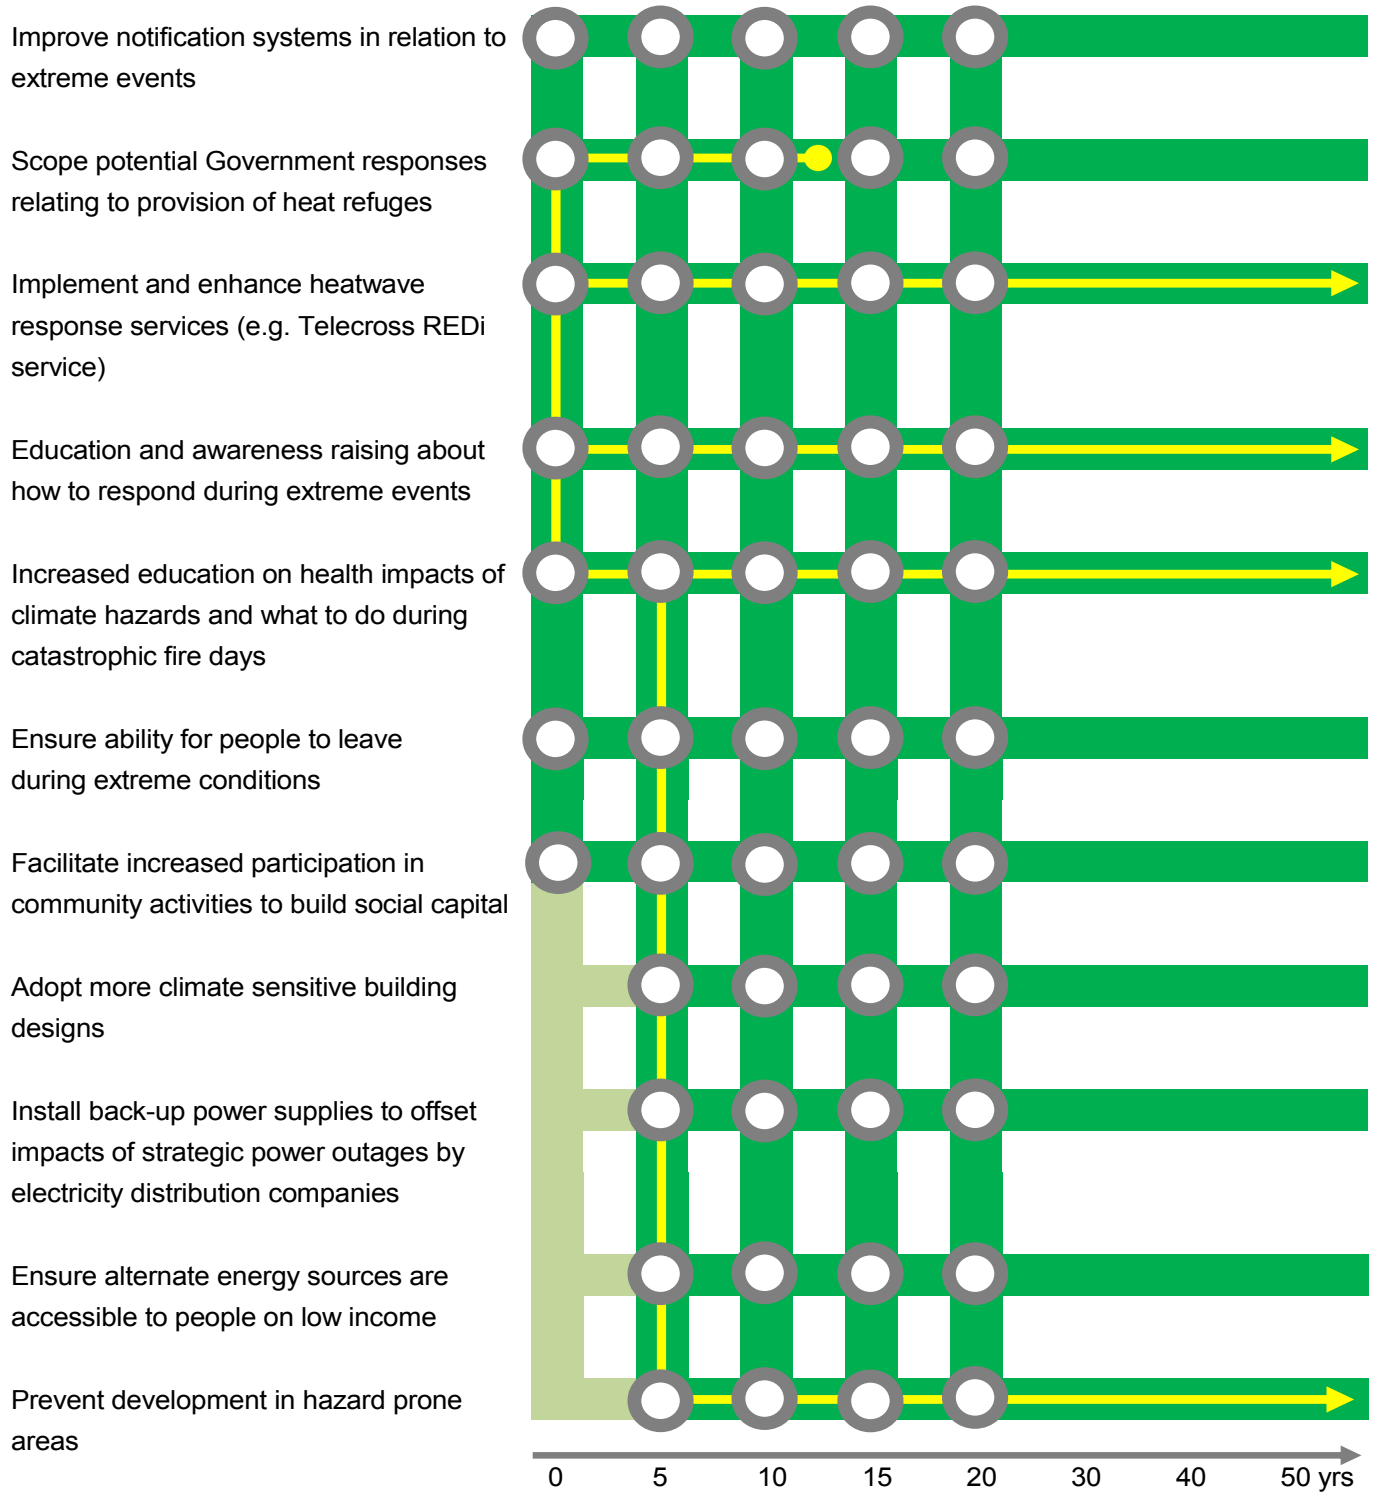 Improve notification systems in relation to
extreme events
Scope potential Government responses
relating to provision of heat refuges
Implement and enhance heatwave
response services (e.g. Telecross REDi
service)
Education and awareness raising about
how to respond during extreme events
Increased education on health impacts of
climate hazards and what to do during
catastrophic fire days
Ensure ability for people to leave
during extreme conditions
Facilitate increased participation in
community activities to build social capital
Adopt more climate sensitive building
designs
Install back-up power supplies to offset
impacts of strategic power outages by
electricity distribution companies
Ensure alternate energy sources are
accessible to people on low income
Prevent development in hazard prone
areas
0 5 10 15 20 30 40 50 yrs